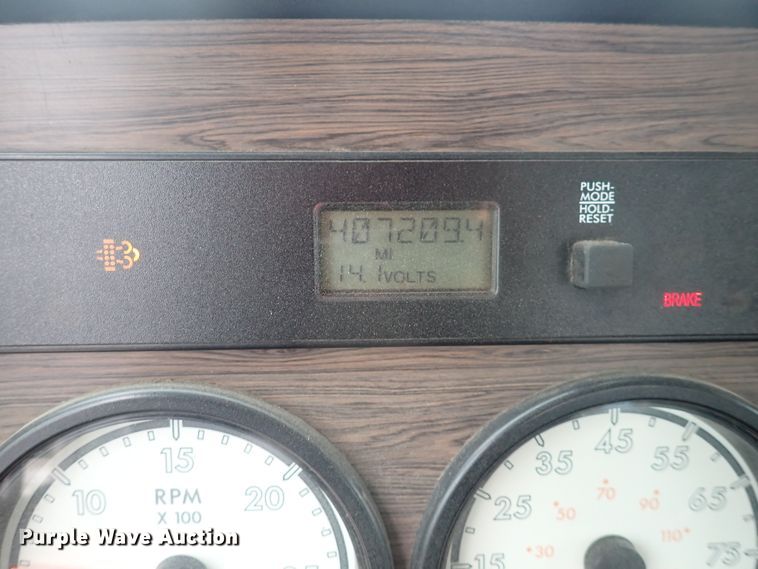 PUSH-
MODE
HOLD-
RESET
407209.4
MI
14.1 VOLTS
BRAKE
10 15 20
RPM
X 100
15 25 35 45 55 65 75
30 50 70 90 110
Purple Wave Auction